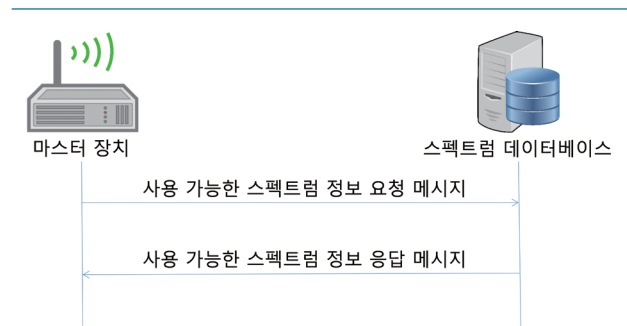 마스터 장치
스펙트럼 데이터베이스
사용 가능한 스펙트럼 정보 요청 메시지
사용 가능한 스펙트럼 정보 응답 메시지